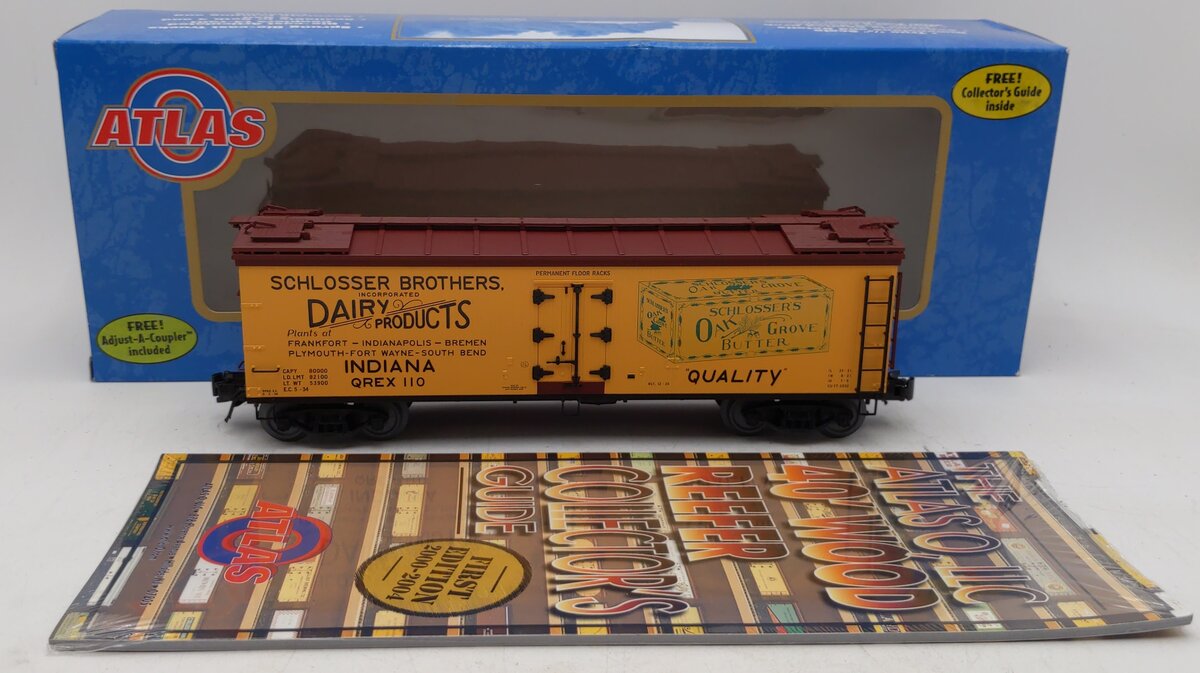 ATLAS
O
FREE!
Collector's Guide
inside
FREE!
Adjust-A-Coupler™
included
SCHLOSSER BROTHERS,
INCORPORATED
DAIRY PRODUCTS
Plants at
FRANKFORT – INDIANAPOLIS – BREMEN
PLYMOUTH-FORT WAYNE-SOUTH BEND
INDIANA
QREX 110
CAPY. 80000
LD. LMT. 82100
LT. WT. 53900
PERMANENT FLOOR RACKS
SCHLOSSER'S
OAK GROVE
BUTTER
SCHLOSSER'S
OAK GROVE
BUTTER
"QUALITY"
THE
ATLAS O, LLC
40' WOOD
REEFER
COLLECTOR'S
GUIDE
FIRST
EDITION
2000-2004
ATLAS